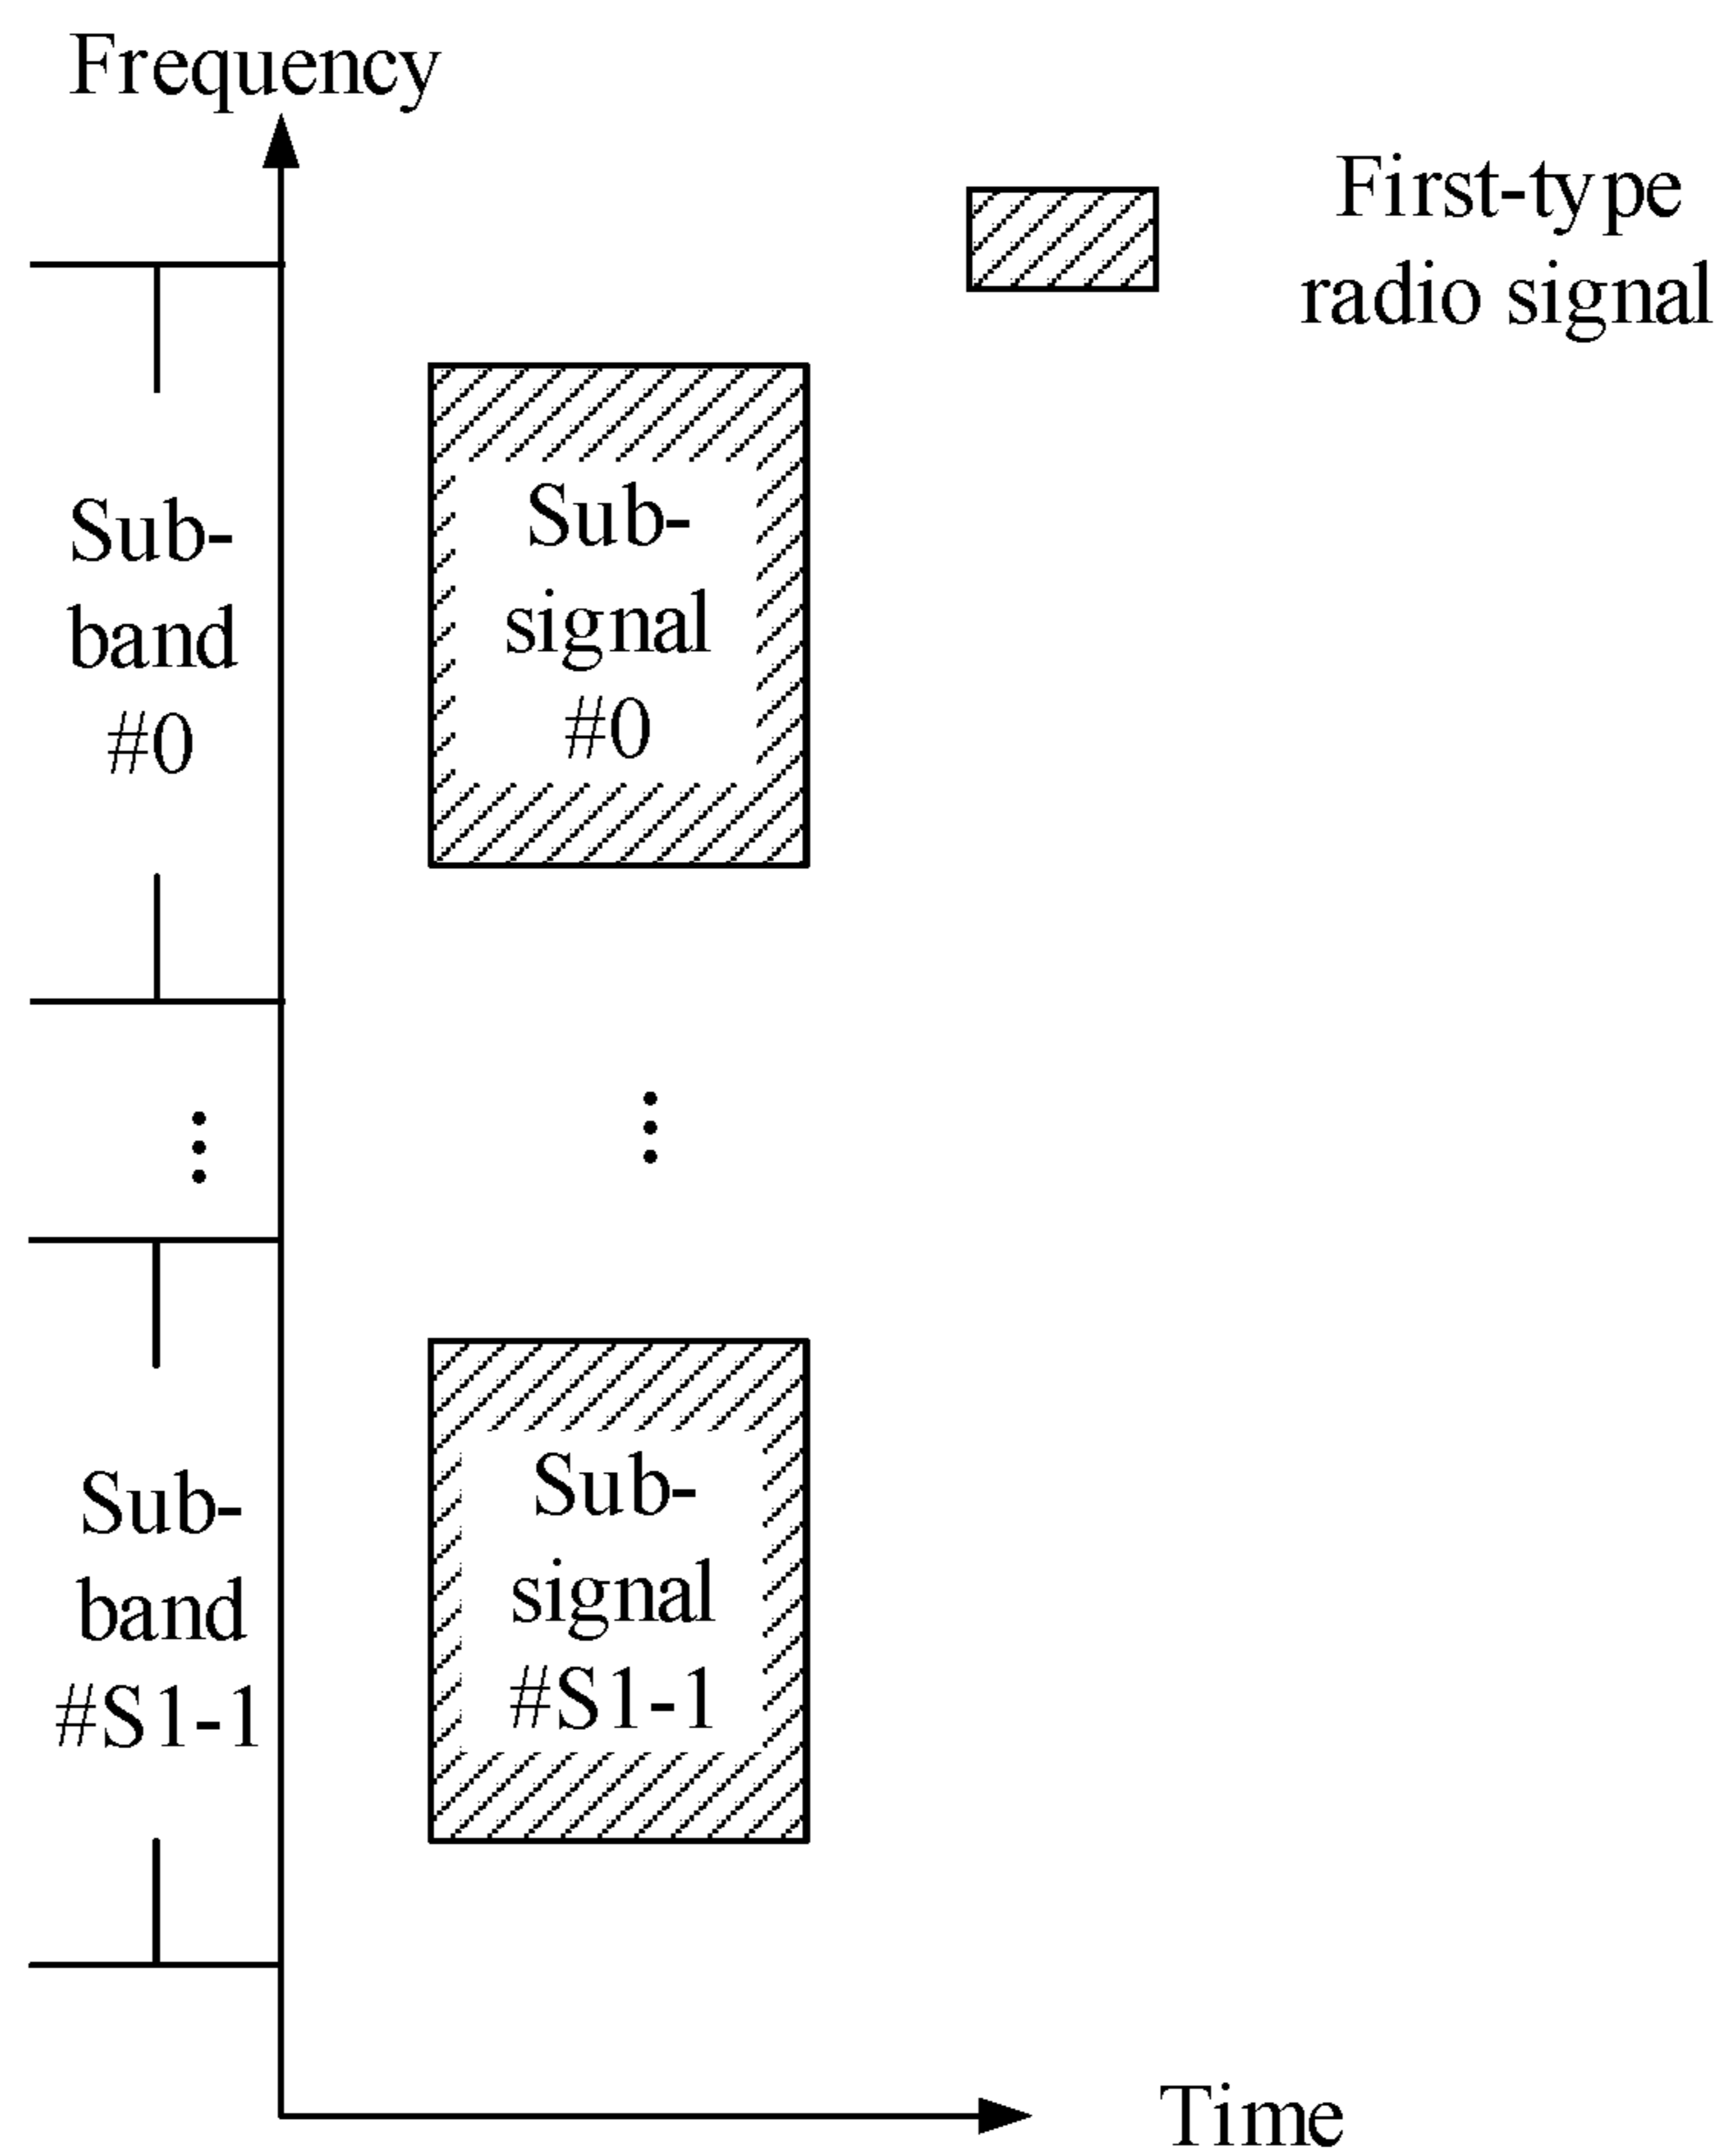 Frequency
First-type
radio signal
Sub-
band
#0
Sub-
signal
#0
Sub-
band
#S1-1
Sub-
signal
#S1-1
Time